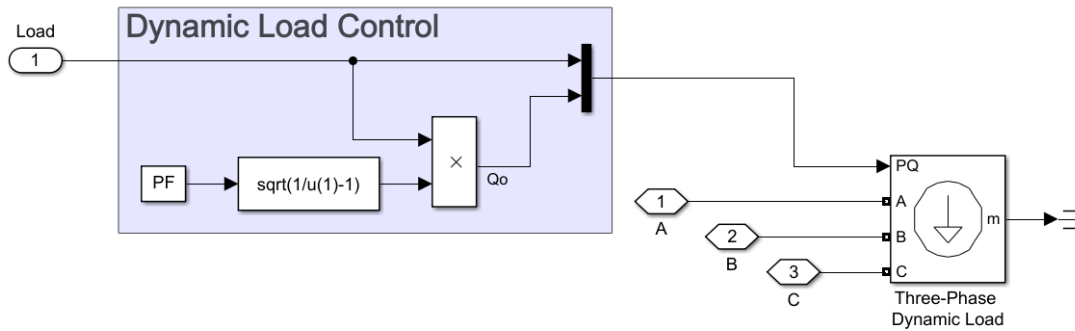 Dynamic Load Control
Load
1
PF
sqrt(1/u(1)-1)
×
Qo
PQ
A
B
C
m
1
A
2
B
3
C
Three-Phase
Dynamic Load